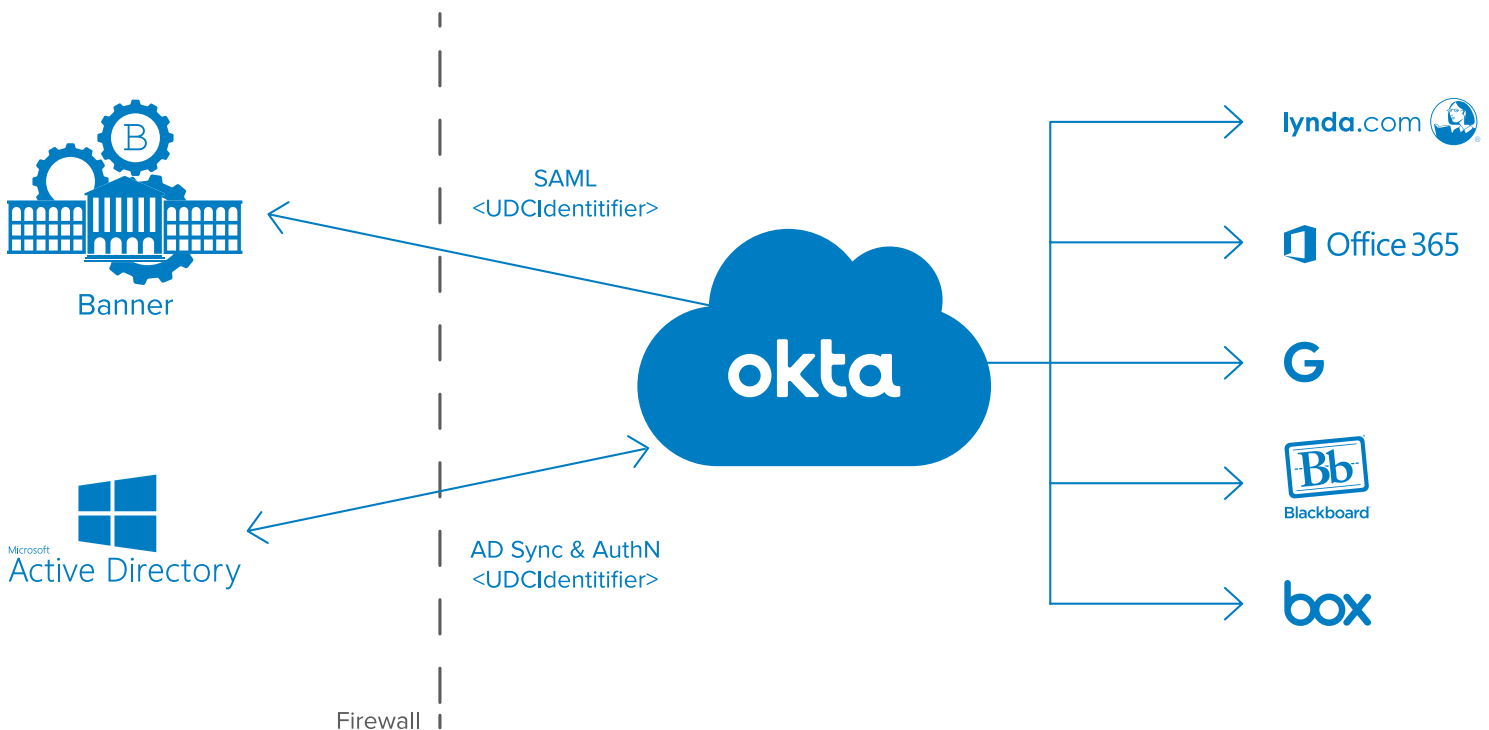 B
Banner
SAML
<UDCIdentitifier>
Microsoft
Active Directory
AD Sync & AuthN
<UDCIdentitifier>
Firewall
okta
lynda.com
®
Office 365
G
Bb
Blackboard
box